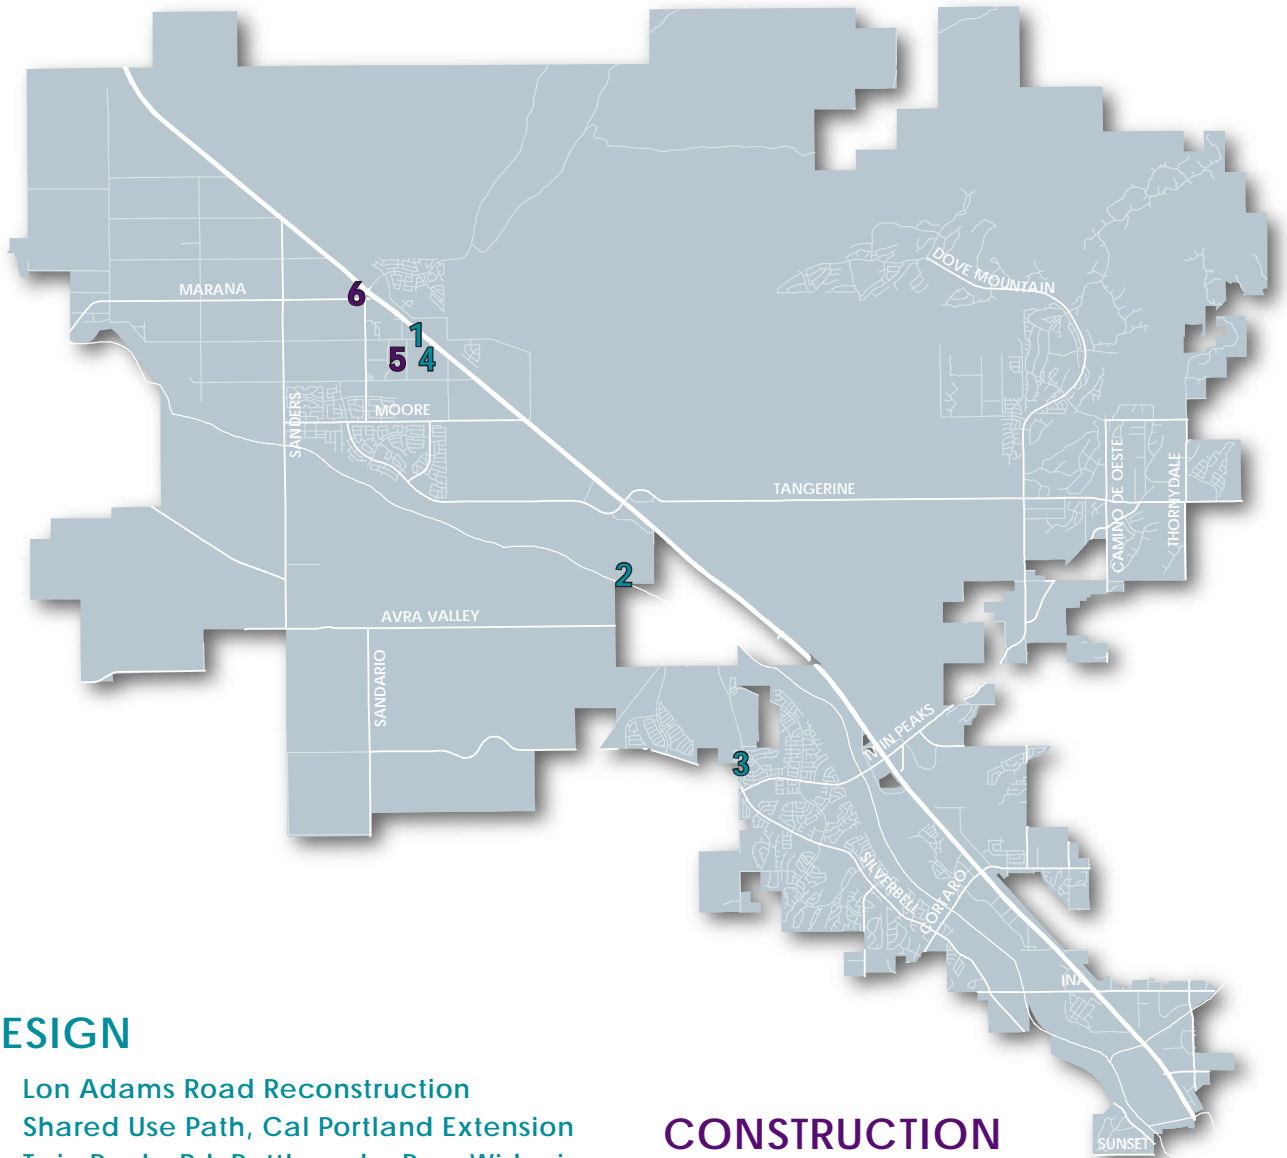 DOVE MOUNTAIN
MARANA
6
1
5
4
SANDERS
MOORE
CAMINO DE OESTE
THORNYDALE
TANGERINE
2
AVRA VALLEY
SANDARIO
TWIN PEAKS
3
SILVERBELL
CORTARO
INA
ESIGN
Lon Adams Road Reconstruction
Shared Use Path, Cal Portland Extension
CONSTRUCTION
SUNSET